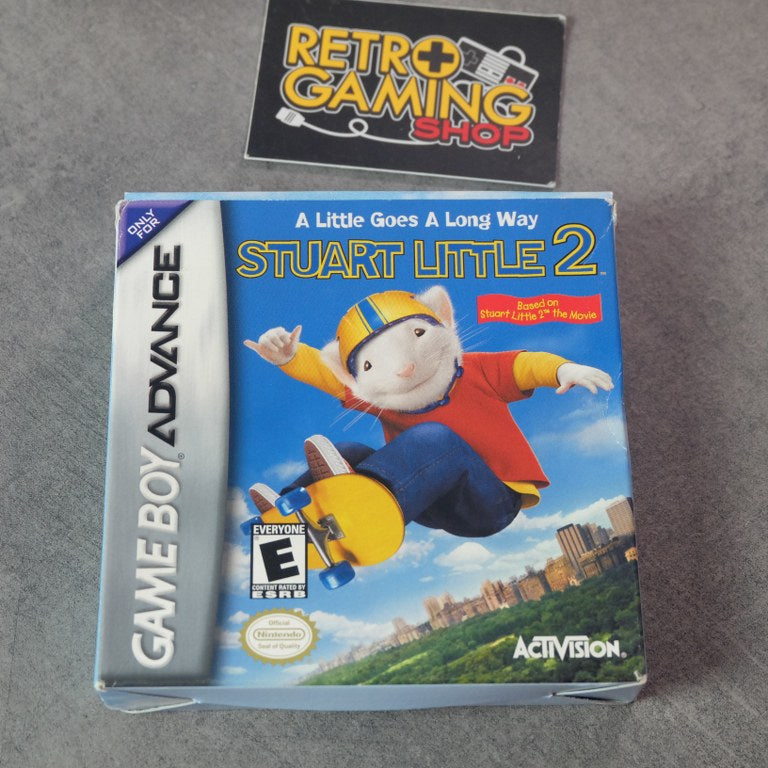 RETRO
GAMING
SHOP
ONLY
FOR
GAME BOY ADVANCE
A Little Goes A Long Way
STUART LITTLE 2
TM
Based on
Stuart Little 2™ the Movie
EVERYONE
E
CONTENT RATED BY
ESRB
Official
Nintendo
Seal of Quality
ACTIVISION®